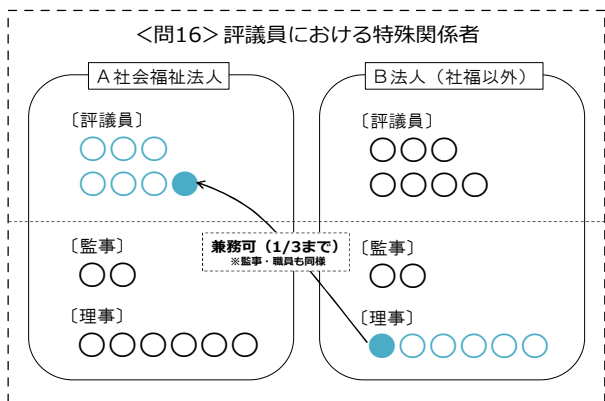 ＜問16＞評議員における特殊関係者
Ａ社会福祉法人
Ｂ法人（社福以外）
〔評議員〕
〔評議員〕
兼務可（1/3まで）
※監事・職員も同様
〔監事〕
〔監事〕
〔理事〕
〔理事〕